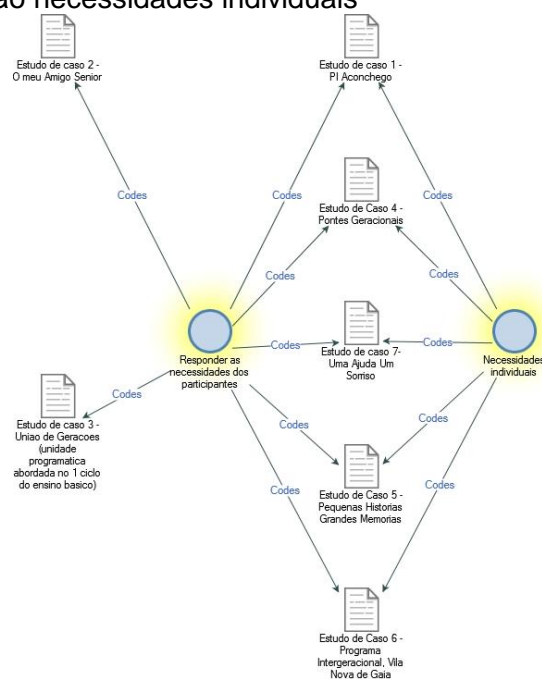 ao necessidades individuais
Estudo de caso 2 -
O meu Amigo Senior
Estudo de caso 1 -
PI Aconchego
Codes
Codes
Codes
Estudo de Caso 4 -
Pontes Geracionais
Codes
Codes
Responder as
necessidades dos
participantes
Codes
Estudo de caso 7-
Uma Ajuda Um
Sorriso
Codes
Necessidades
individuais
Codes
Estudo de caso 3 -
Uniao de Geracoes
(unidade
programatica
abordada no 1 ciclo
do ensino basico)
Codes
Codes
Estudo de Caso 5 -
Pequenas Historias
Grandes Memorias
Codes
Codes
Estudo de Caso 6 -
Programa
Intergeracional, Vila
Nova de Gaia